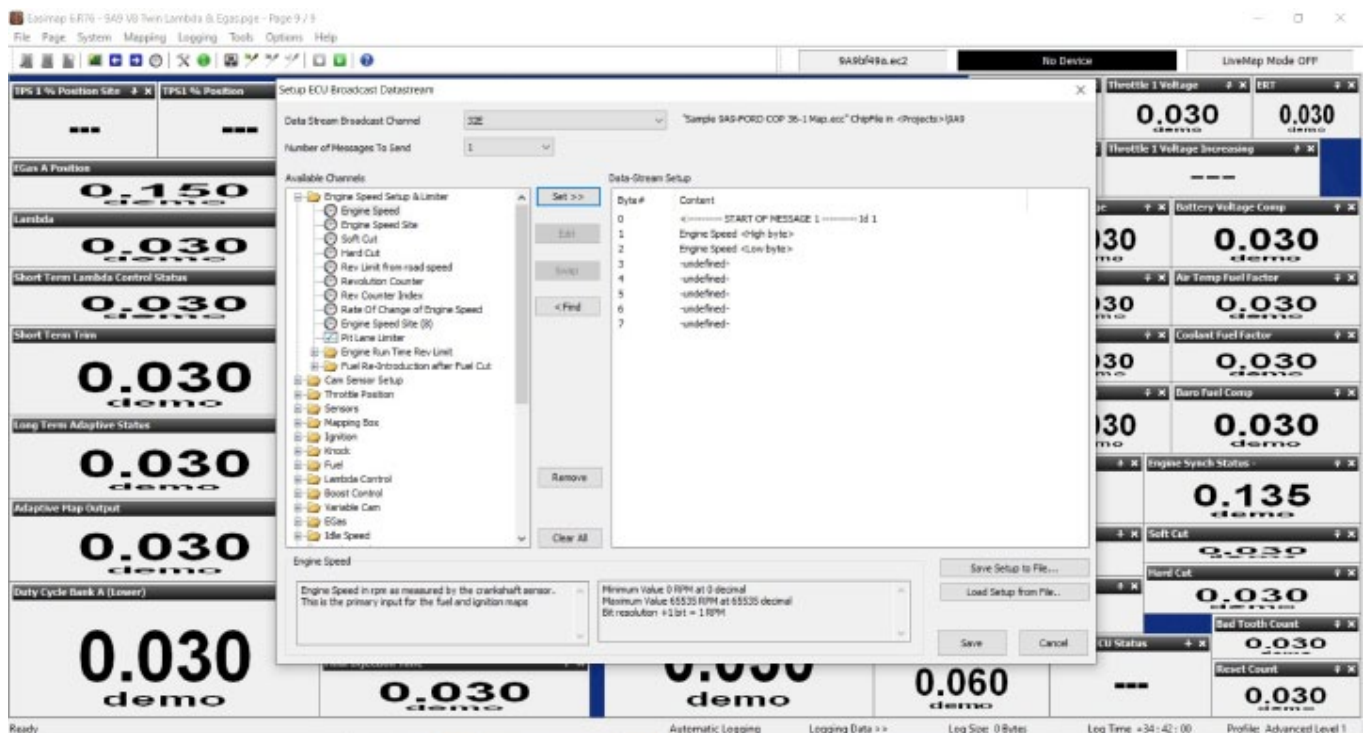 Easimap 6.R76 - 9A9 V8 Twin Lambda & Egas.pge - Page 9 / 9
File Page System Mapping Logging Tools Options Help
9A9bf49a.ec2 No Device LiveMap Mode OFF
TPS 1 % Position Site
TPS1 % Position
---
---
EGas A Position
0.150
Lambda
0.030
demo
Short Term Lambda Control Status
0.030
Short Term Trim
0.030
demo
Long Term Adaptive Status
0.030
demo
Adaptive Map Output
0.030
demo
Duty Cycle Bank A (Lower)
0.030
demo
Setup ECU Broadcast Datastream
Data Stream Broadcast Channel
"Sample 9A9-FORD COP 36-1 Map.ecc" ChipFile in <Projects>\9A9
Number of Messages To Send 1
Available Channels
Engine Speed Setup & Limiter
Engine Speed
Engine Speed Site
Soft Cut
Hard Cut
Rev Limit from road speed
Revolution Counter
Rev Counter Index
Rate Of Change of Engine Speed
Engine Speed Site (8)
Pit Lane Limiter
Engine Run Time Rev Limit
Fuel Re-Introduction after Fuel Cut
Cam Sensor Setup
Throttle Position
Sensors
Mapping Box
Ignition
Knock
Fuel
Lambda Control
Boost Control
Variable Cam
EGas
Idle Speed
Set >>
Edit
Swap
< Find
Remove
Clear All
Data-Stream Setup
Byte # Content
0 <---------- START OF MESSAGE 1 ---------- Id 1
1 Engine Speed <High byte>
2 Engine Speed <Low byte>
3 -undefined-
4 -undefined-
5 -undefined-
6 -undefined-
7 -undefined-
Engine Speed
Engine Speed in rpm as measured by the crankshaft sensor.
This is the primary input for the fuel and ignition maps
Minimum Value 0 RPM at 0 decimal
Maximum Value 65535 RPM at 65535 decimal
Bit resolution +1 bit = 1 RPM
Save Setup to File...
Load Setup from File...
Save Cancel
0.030
demo
demo
0.060
demo
Throttle 1 Voltage
0.030
demo
ERT
0.030
demo
Throttle 1 Voltage Increasing
---
Battery Voltage Comp
0.030
demo
Air Temp Fuel Factor
0.030
demo
Coolant Fuel Factor
0.030
demo
Baro Fuel Comp
0.030
demo
Engine Synch Status -
0.135
demo
Soft Cut
0.030
Hard Cut
0.030
demo
Bad Tooth Count
0.030
CU Status
---
Reset Count
0.030
demo
Ready Automatic Logging Logging Data >> Log Size: 0 Bytes Log Time +34:42:00 Profile: Advanced Level 1